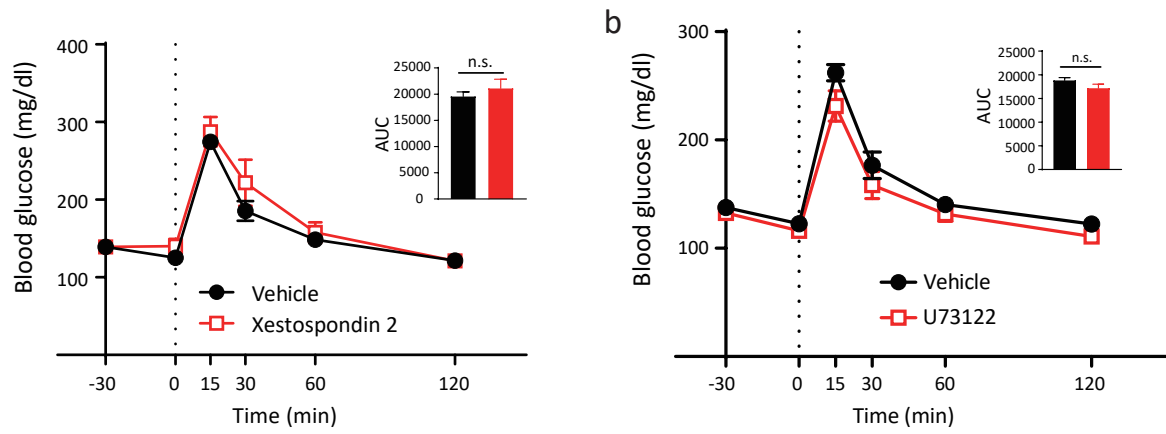 Blood glucose (mg/dl)
400
300
200
100
-30
0
15
30
60
120
Time (min)
Vehicle
Xestospondin 2
AUC
25000
20000
15000
10000
5000
0
n.s.
b
Blood glucose (mg/dl)
300
200
100
-30
0
15
30
60
120
Time (min)
Vehicle
U73122
AUC
25000
20000
15000
10000
5000
0
n.s.